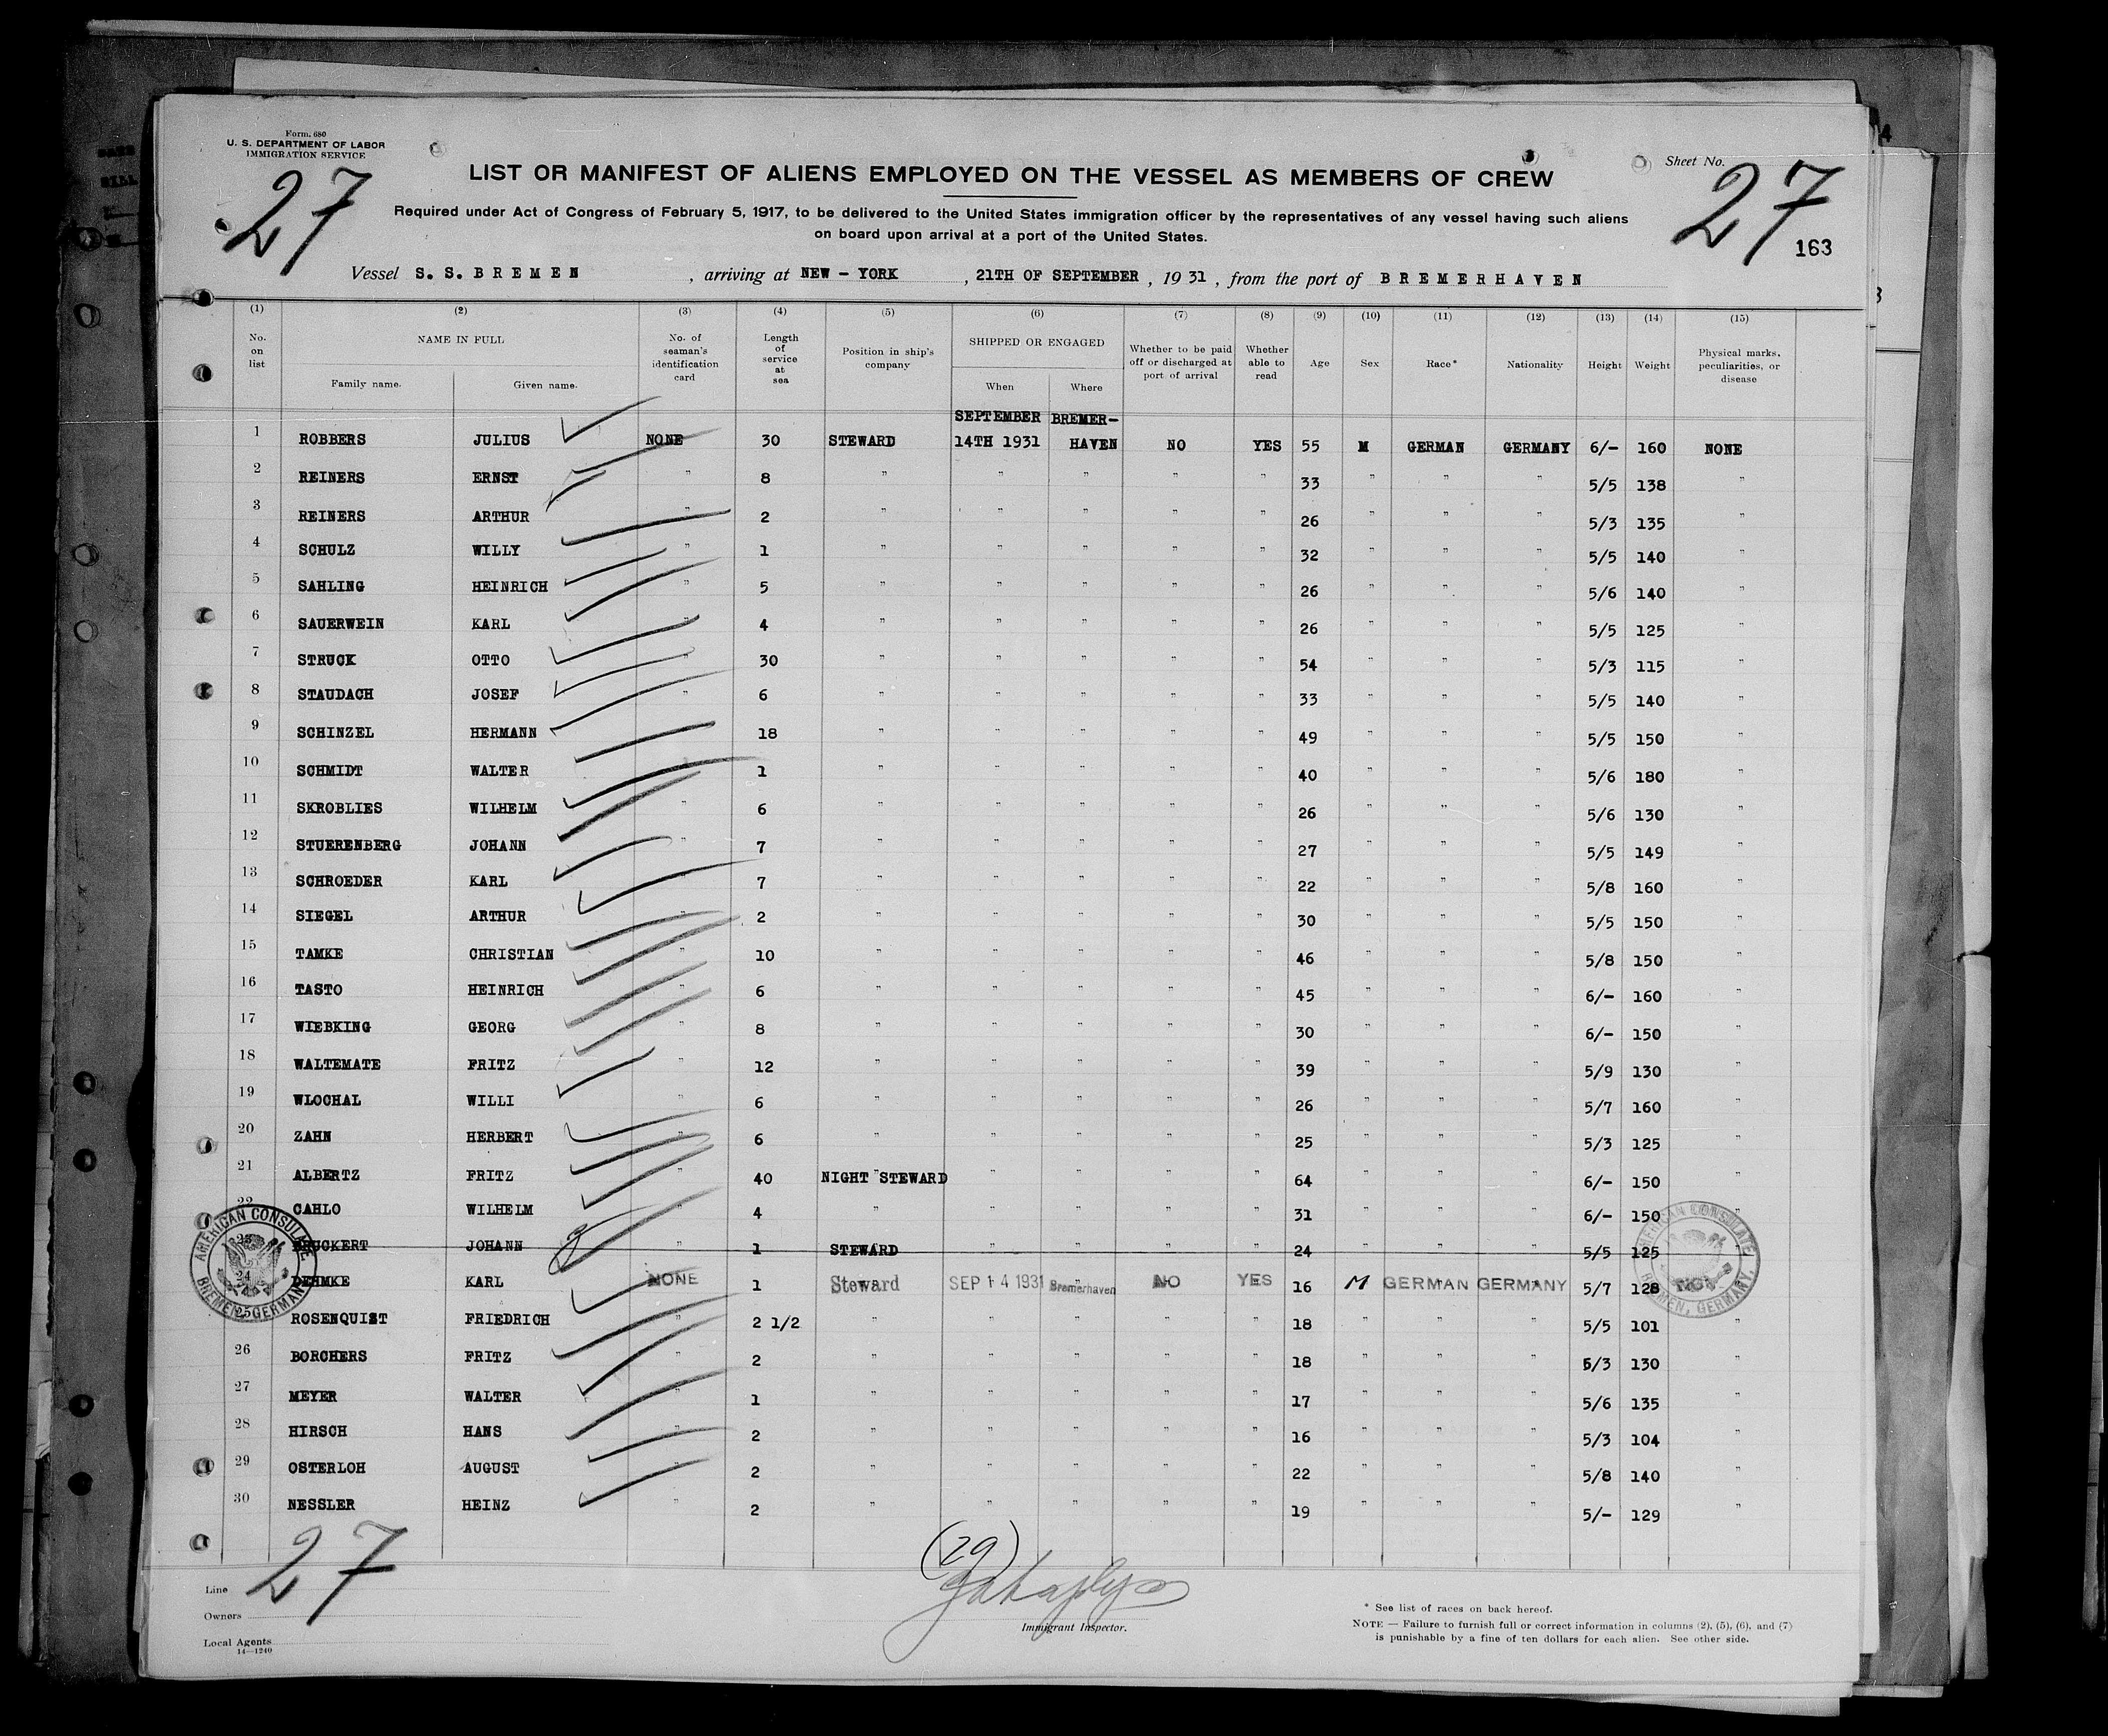 Form. 680
U. S. DEPARTMENT OF LABOR
IMMIGRATION SERVICE
27
LIST OR MANIFEST OF ALIENS EMPLOYED ON THE VESSEL AS MEMBERS OF CREW
Sheet No.
27
163
Required under Act of Congress of February 5, 1917, to be delivered to the United States immigration officer by the representatives of any vessel having such aliens
on board upon arrival at a port of the United States.
Vessel S. S. BREMEN , arriving at NEW - YORK , 21TH OF SEPTEMBER , 19 31 , from the port of BREMERHAVEN
(1) (2) (3) (4) (5) (6) (7) (8) (9) (10) (11) (12) (13) (14) (15)
No. on list
NAME IN FULL
Family name. Given name.
No. of seaman's identification card
Length of service at sea
Position in ship's company
SHIPPED OR ENGAGED
When Where
Whether to be paid off or discharged at port of arrival
Whether able to read
Age Sex Race* Nationality Height Weight
Physical marks, peculiarities, or disease
SEPTEMBER BREMER-
1 ROBBERS JULIUS NONE 30 STEWARD 14TH 1931 HAVEN NO YES 55 M GERMAN GERMANY 6/- 160 NONE
2 REINERS ERNST " 8 " " " " " 33 " " " 5/5 138 "
3 REINERS ARTHUR " 2 " " " " " 26 " " " 5/3 135 "
4 SCHULZ WILLY " 1 " " " " " 32 " " " 5/5 140 "
5 SAHLING HEINRICH " 5 " " " " " 26 " " " 5/6 140 "
6 SAUERWEIN KARL " 4 " " " " " 26 " " " 5/5 125 "
7 STRUCK OTTO " 30 " " " " " 54 " " " 5/3 115 "
8 STAUDACH JOSEF " 6 " " " " " 33 " " " 5/5 140 "
9 SCHINZEL HERMANN " 18 " " " " " 49 " " " 5/5 150 "
10 SCHMIDT WALTER " 1 " " " " " 40 " " " 5/6 180 "
11 SKROBLIES WILHELM " 6 " " " " " 26 " " " 5/6 130 "
12 STUERENBERG JOHANN " 7 " " " " " 27 " " " 5/5 149 "
13 SCHROEDER KARL " 7 " " " " " 22 " " " 5/8 160 "
14 SIEGEL ARTHUR " 2 " " " " " 30 " " " 5/5 150 "
15 TAMKE CHRISTIAN " 10 " " " " " 46 " " " 5/8 150 "
16 TASTO HEINRICH " 6 " " " " " 45 " " " 6/- 160 "
17 WIEBKING GEORG " 8 " " " " " 30 " " " 6/- 150 "
18 WALTEMATE FRITZ " 12 " " " " " 39 " " " 5/9 130 "
19 WLOCHAL WILLI " 6 " " " " " 26 " " " 5/7 160 "
20 ZAHN HERBERT " 6 " " " " " 25 " " " 5/3 125 "
21 ALBERTZ FRITZ " 40 NIGHT STEWARD " " " " 64 " " " 6/- 150 "
22 CAHLO WILHELM " 4 " " " " " 31 " " " 6/- 150 "
23 BRUCKERT JOHANN " 1 STEWARD " " " " 24 " " " 5/5 125 "
24 DEHMKE KARL NONE 1 Steward SEP 14 1931 Bremerhaven NO YES 16 M GERMAN GERMANY 5/7 128
25 ROSENQUIST FRIEDRICH " 2 1/2 " " " " " 18 " " " 5/5 101 "
26 BORCHERS FRITZ " 2 " " " " " 18 " " " 5/3 130 "
27 MEYER WALTER " 1 " " " " " 17 " " " 5/6 135 "
28 HIRSCH HANS " 2 " " " " " 16 " " " 5/3 104 "
29 OSTERLOH AUGUST " 2 " " " " " 22 " " " 5/8 140 "
30 NESSLER HEINZ " 2 " " " " " 19 " " " 5/- 129 "
AMERICAN CONSULATE
BREMEN, GERMANY.
AMERICAN CONSULATE
BREMEN, GERMANY.
27
(29)
Line
Owners
Local Agents
14—1240
Immigrant Inspector.
* See list of races on back hereof.
NOTE — Failure to furnish full or correct information in columns (2), (5), (6), and (7)
is punishable by a fine of ten dollars for each alien. See other side.